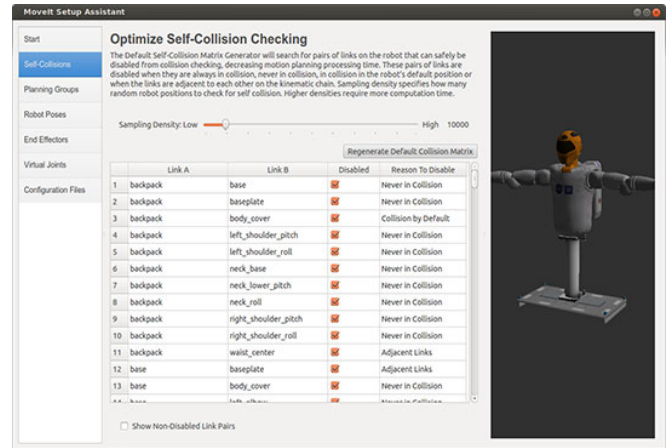 MoveIt Setup Assistant
Start
Self-Collisions
Planning Groups
Robot Poses
End Effectors
Virtual Joints
Configuration Files
Optimize Self-Collision Checking
The Default Self-Collision Matrix Generator will search for pairs of links on the robot that can safely be
disabled from collision checking, decreasing motion planning processing time. These pairs of links are
disabled when they are always in collision, never in collision, in collision in the robot's default position or
when the links are adjacent to each other on the kinematic chain. Sampling density specifies how many
random robot positions to check for self collision. Higher densities require more computation time.
Sampling Density: Low High 10000
Regenerate Default Collision Matrix
Link A Link B Disabled Reason To Disable
1 backpack base Never in Collision
2 backpack baseplate Never in Collision
3 backpack body_cover Collision by Default
4 backpack left_shoulder_pitch Never in Collision
5 backpack left_shoulder_roll Never in Collision
6 backpack neck_base Never in Collision
7 backpack neck_lower_pitch Never in Collision
8 backpack neck_roll Never in Collision
9 backpack right_shoulder_pitch Never in Collision
10 backpack right_shoulder_roll Never in Collision
11 backpack waist_center Adjacent Links
12 base baseplate Adjacent Links
13 base body_cover Never in Collision
14 base left_elbow Never in Collision
Show Non-Disabled Link Pairs